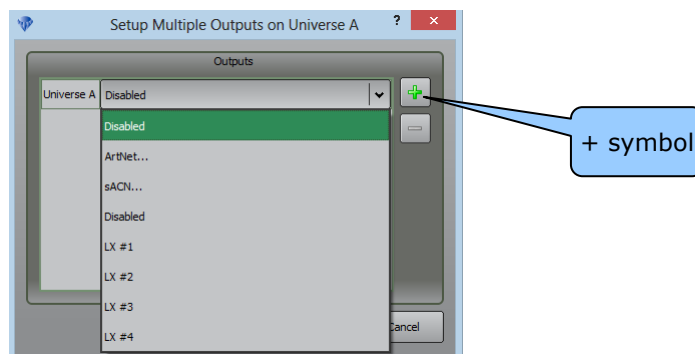 Setup Multiple Outputs on Universe A
?
×
Outputs
Universe A
Disabled
+ symbol
Disabled
ArtNet...
sACN...
Disabled
LX #1
LX #2
LX #3
LX #4
Cancel